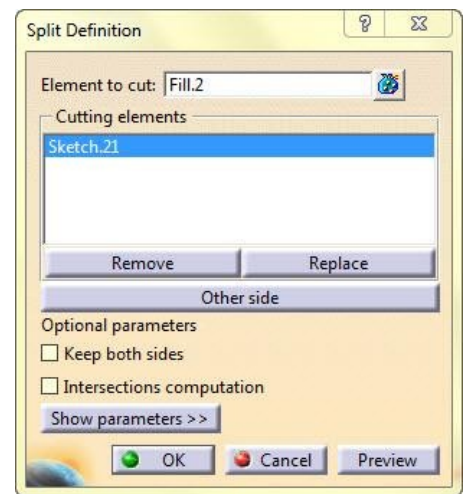 Split Definition
Element to cut: Fill.2
Cutting elements
Sketch.21
Remove Replace
Other side
Optional parameters
Keep both sides
Intersections computation
Show parameters >>
OK Cancel Preview